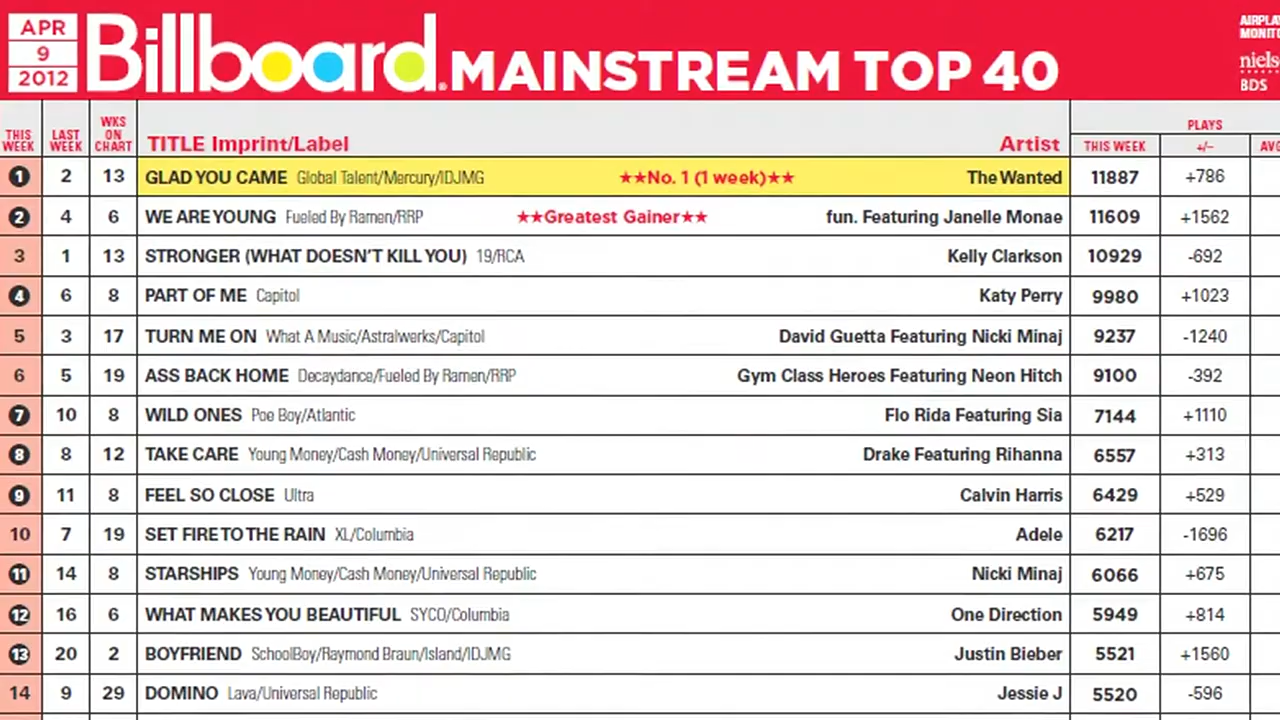 APR
9
2012
Billboard. MAINSTREAM TOP 40
AIRPLAY
MONITO
niels
BDS
THIS WEEK LAST WEEK WKS ON CHART TITLE Imprint/Label Artist PLAYS THIS WEEK +/- AVG
1 2 13 GLAD YOU CAME Global Talent/Mercury/IDJMG ★★No. 1 (1 week)★★ The Wanted 11887 +786
2 4 6 WE ARE YOUNG Fueled By Ramen/RRP ★★Greatest Gainer★★ fun. Featuring Janelle Monae 11609 +1562
3 1 13 STRONGER (WHAT DOESN'T KILL YOU) 19/RCA Kelly Clarkson 10929 -692
4 6 8 PART OF ME Capitol Katy Perry 9980 +1023
5 3 17 TURN ME ON What A Music/Astralwerks/Capitol David Guetta Featuring Nicki Minaj 9237 -1240
6 5 19 ASS BACK HOME Decaydance/Fueled By Ramen/RRP Gym Class Heroes Featuring Neon Hitch 9100 -392
7 10 8 WILD ONES Poe Boy/Atlantic Flo Rida Featuring Sia 7144 +1110
8 8 12 TAKE CARE Young Money/Cash Money/Universal Republic Drake Featuring Rihanna 6557 +313
9 11 8 FEEL SO CLOSE Ultra Calvin Harris 6429 +529
10 7 19 SET FIRE TO THE RAIN XL/Columbia Adele 6217 -1696
11 14 8 STARSHIPS Young Money/Cash Money/Universal Republic Nicki Minaj 6066 +675
12 16 6 WHAT MAKES YOU BEAUTIFUL SYCO/Columbia One Direction 5949 +814
13 20 2 BOYFRIEND SchoolBoy/Raymond Braun/Island/IDJMG Justin Bieber 5521 +1560
14 9 29 DOMINO Lava/Universal Republic Jessie J 5520 -596